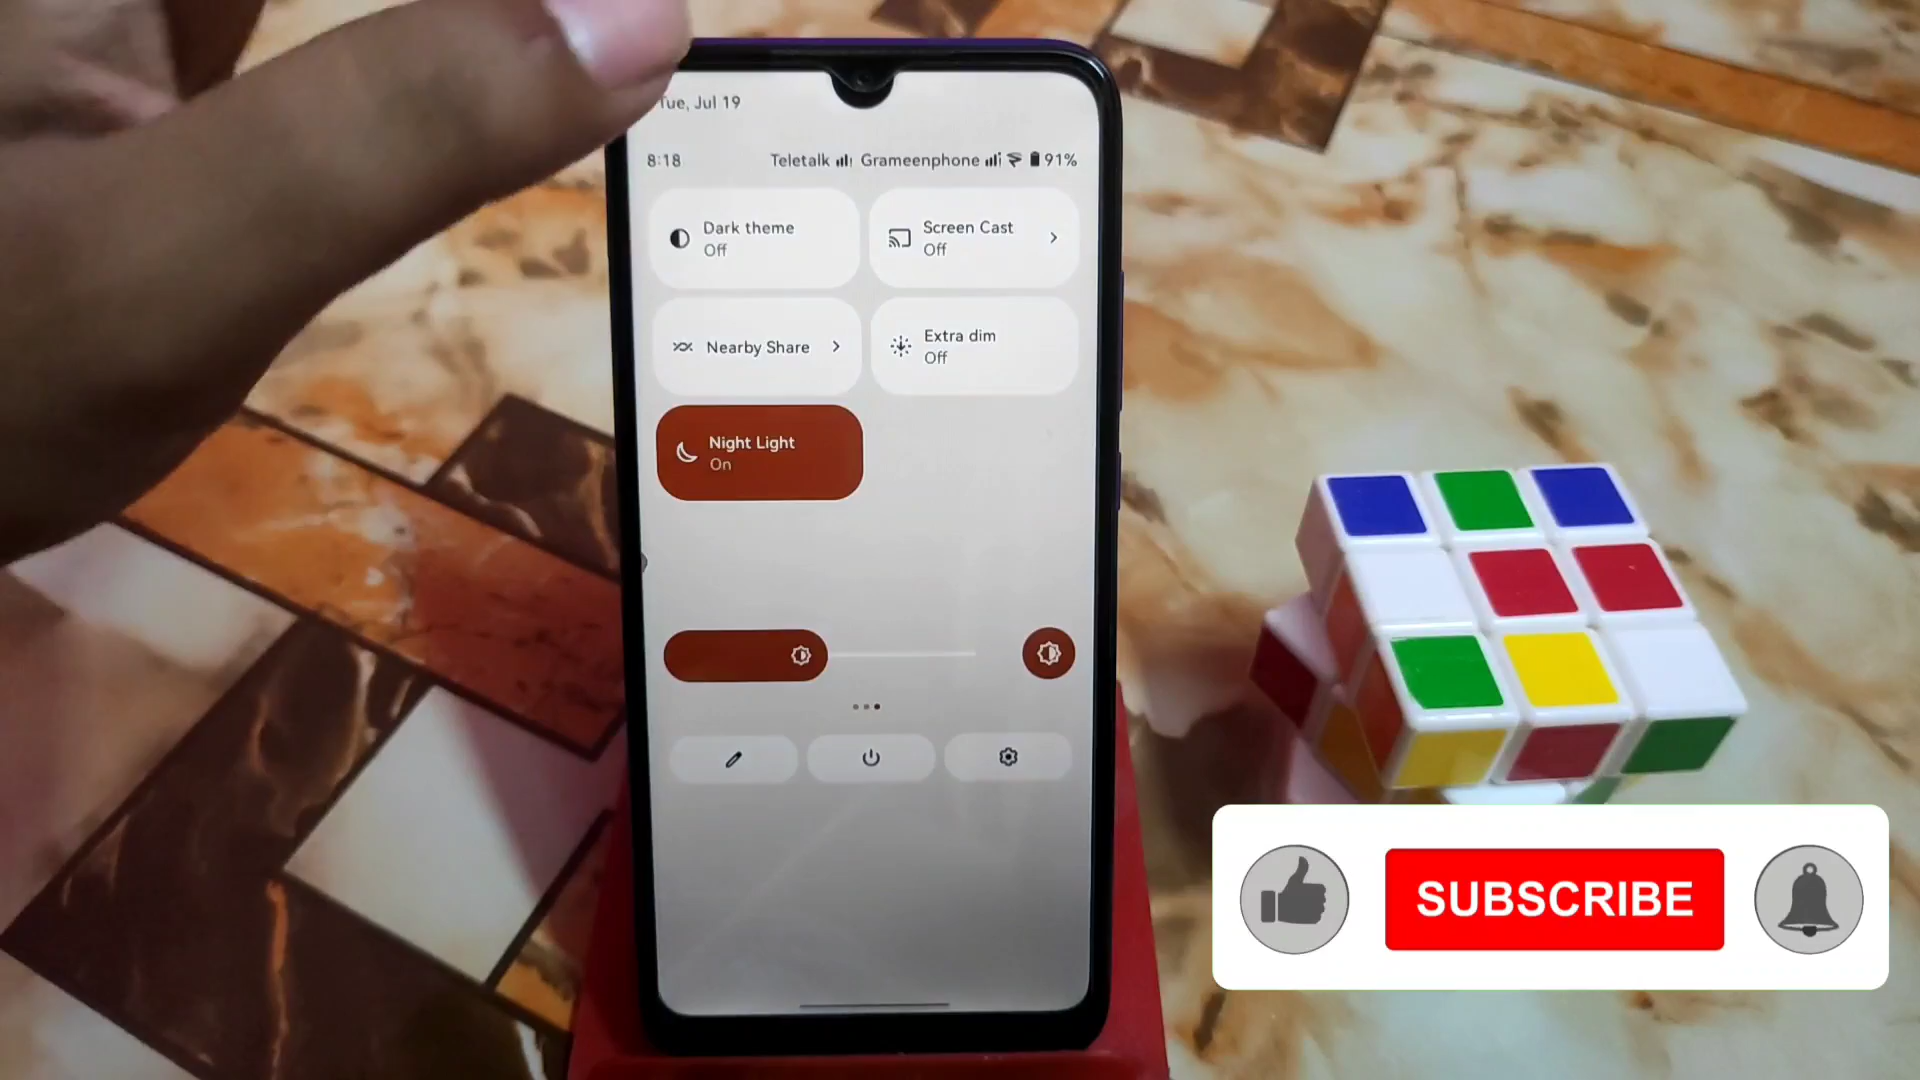 Tue, Jul 19
8:18 Teletalk Grameenphone 91%
Dark theme
Off
Screen Cast
Off
Nearby Share
Extra dim
Off
Night Light
On
SUBSCRIBE